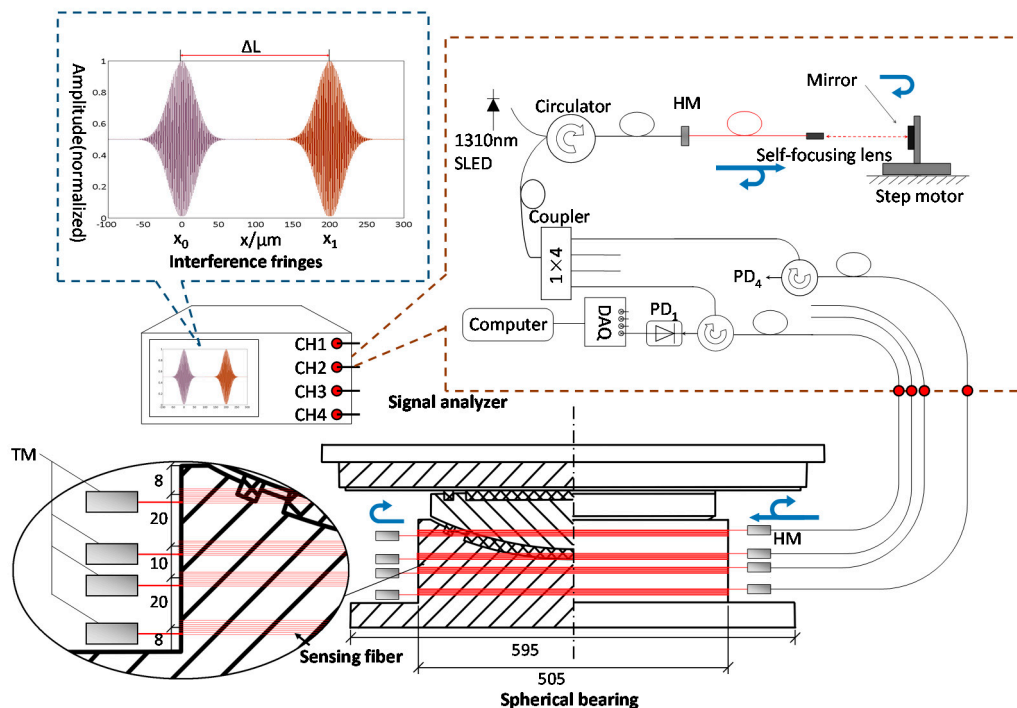 ΔL
Amplitude(normalized)
1
0.8
0.6
0.4
0.2
0
-100 -50 0 50 100 150 200 250 300
x₀ x/μm x₁
Interference fringes
1310nm
SLED
Circulator
HM
Mirror
Self-focusing lens
Step motor
Coupler
1×4
PD₄
Computer
DAQ
PD₁
CH1
CH2
CH3
CH4
Signal analyzer
TM
8
20
10
20
8
Sensing fiber
HM
595
505
Spherical bearing